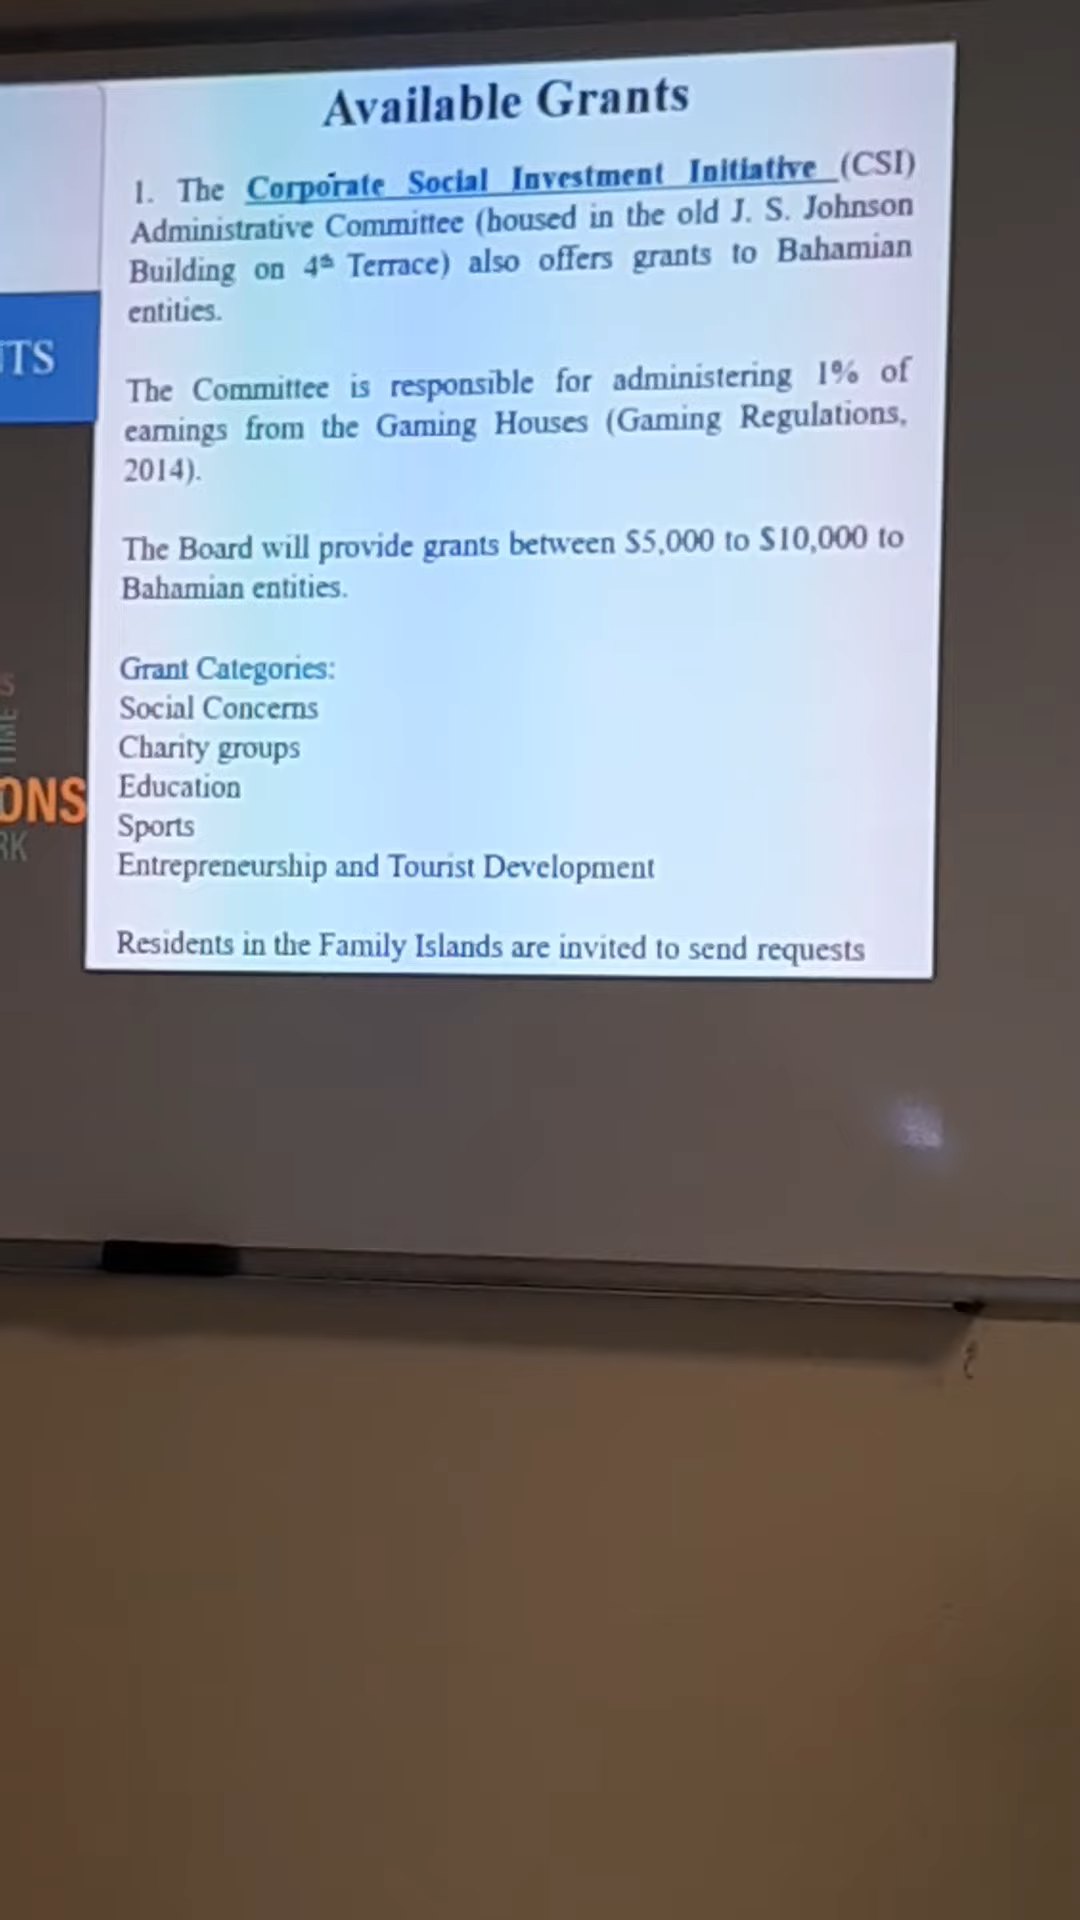 Available Grants
1. The Corporate Social Investment Initiative (CSI)
Administrative Committee (housed in the old J. S. Johnson
Building on 4th Terrace) also offers grants to Bahamian
entities.
The Committee is responsible for administering 1% of
earnings from the Gaming Houses (Gaming Regulations,
2014).
The Board will provide grants between $5,000 to $10,000 to
Bahamian entities.
Grant Categories:
Social Concerns
Charity groups
Education
Sports
Entrepreneurship and Tourist Development
Residents in the Family Islands are invited to send requests
TS
S
TIME
ONS
RK